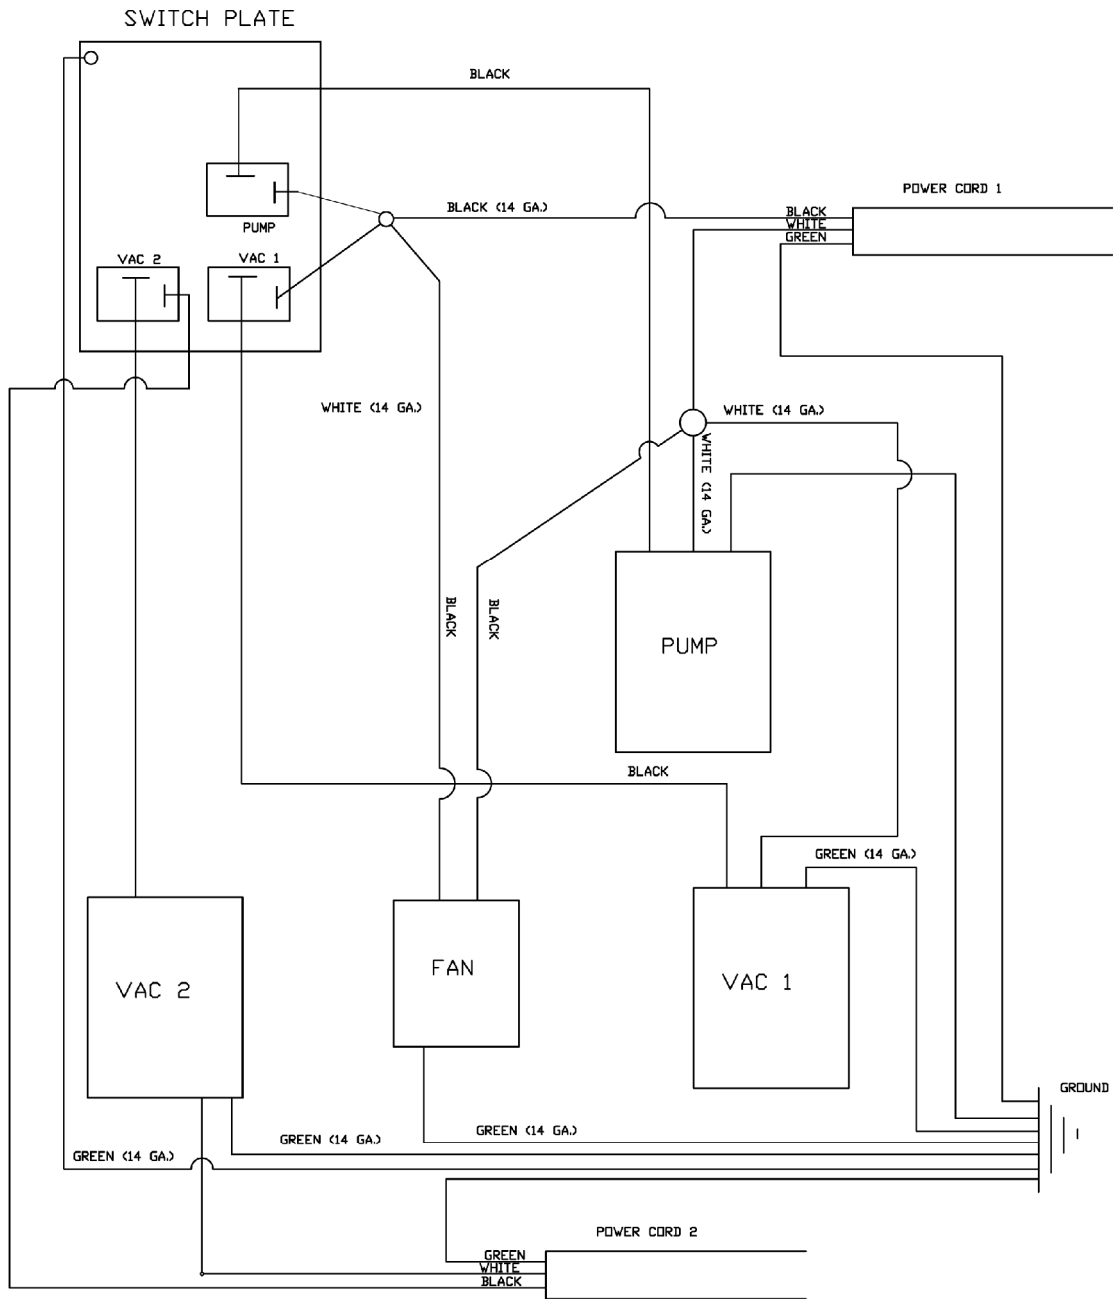 SWITCH PLATE
BLACK
POWER CORD 1
BLACK (14 GA.)
BLACK
WHITE
GREEN
PUMP
VAC 2
VAC 1
WHITE (14 GA.)
WHITE (14 GA.)
WHITE (14 GA.)
BLACK
BLACK
PUMP
BLACK
GREEN (14 GA.)
FAN
VAC 1
VAC 2
GROUND
GREEN (14 GA.)
GREEN (14 GA.)
GREEN (14 GA.)
POWER CORD 2
GREEN
WHITE
BLACK